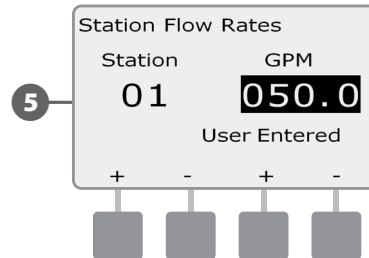 Station Flow Rates
Station GPM
5
01 050.0
User Entered
+ - + -